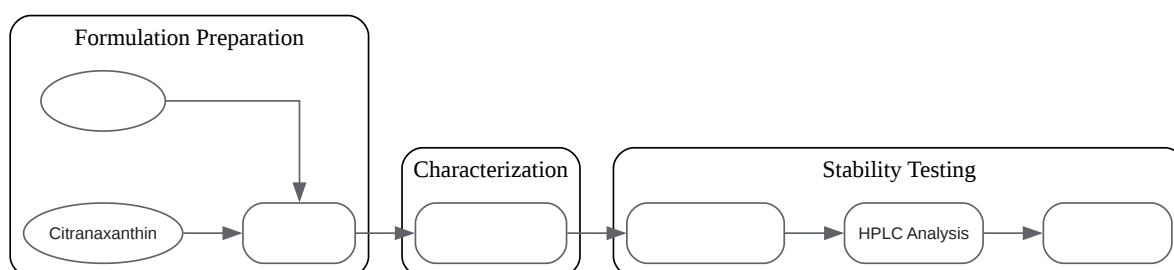 Formulation Preparation
Characterization
Stability Testing
Citranaxanthin
HPLC Analysis